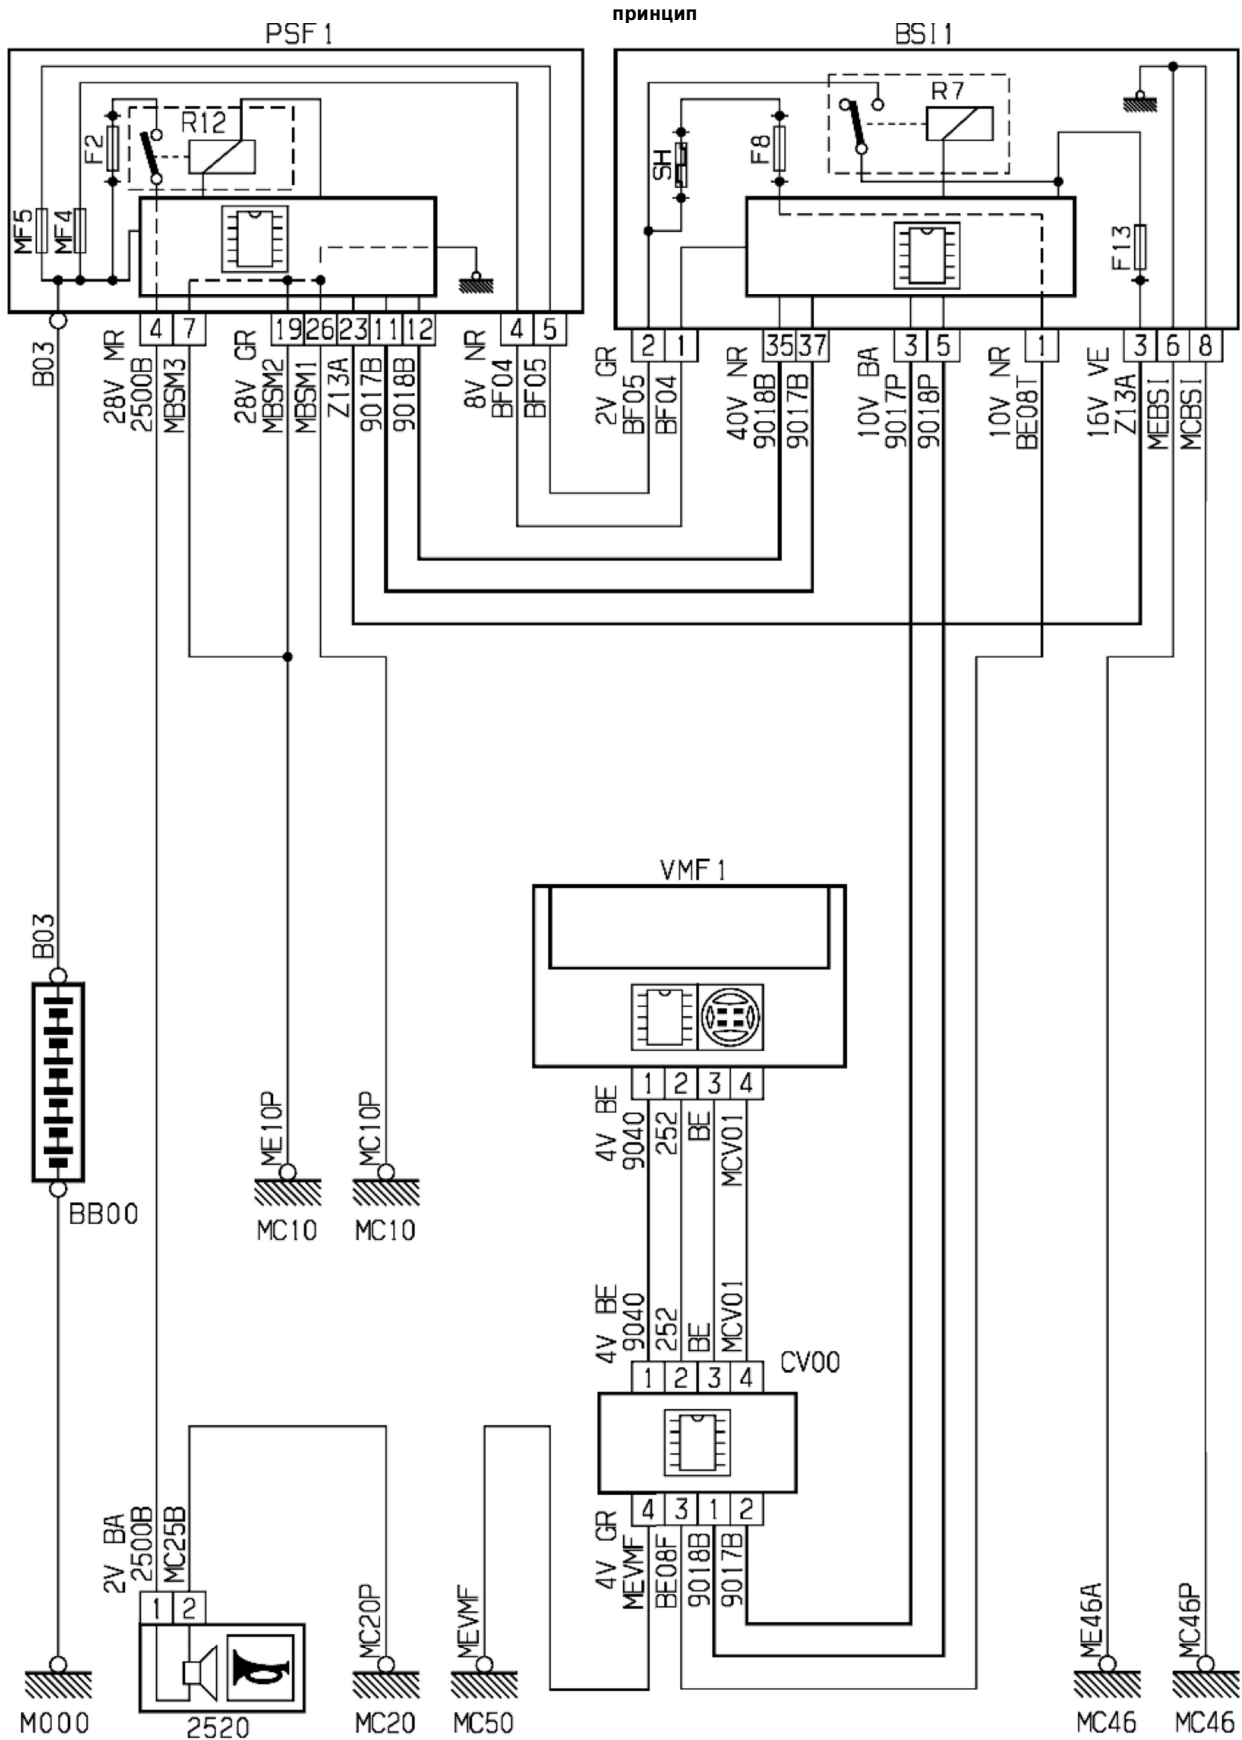 принцип
PSF1
BSI1
R12
F2
MF5
MF4
R7
SH
F8
F13
4 7 19 26 23 11 12 4 5
2 1 35 37 3 5 1 3 6 8
B03
28V MR
2500B
MBSM3
28V GR
MBSM2
MBSM1
Z13A
9017B
9018B
8V NR
BF04
BF05
2V GR
BF05
BF04
40V NR
9018B
9017B
10V BA
9017P
9018P
10V NR
BE08T
16V VE
Z13A
MEBSI
MCBSI
VMF1
1 2 3 4
4V BE
9040
252
BE
MCV01
B03
BB00
ME10P
MC10P
MC10
MC10
4V BE
9040
252
BE
MCV01
1 2 3 4
CV00
4 3 1 2
4V GR
MEVMF
BE08F
9018B
9017B
2V BA
2500B
MC25B
1 2
MC20P
MEVMF
ME46A
MC46P
M000
2520
MC20
MC50
MC46
MC46